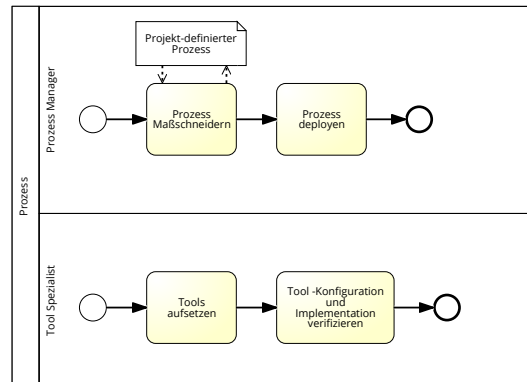 Prozess
Prozess Manager
Projekt-definierter
Prozess
Prozess
Maßschneidern
Prozess
deployen
Tool Spezialist
Tools
aufsetzen
Tool -Konfiguration
und
Implementation
verifizieren